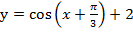 y = cos(x + π/3) + 2